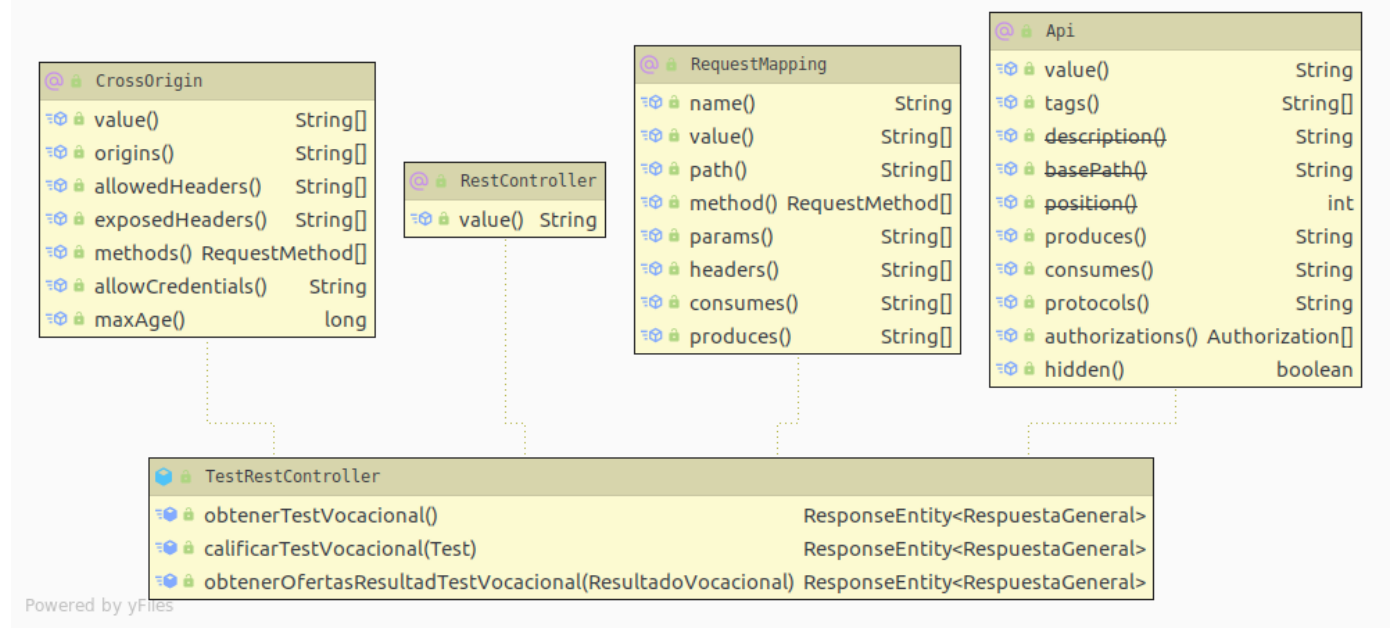 CrossOrigin
value() String[]
origins() String[]
allowedHeaders() String[]
exposedHeaders() String[]
methods() RequestMethod[]
allowCredentials() String
maxAge() long
RestController
value() String
RequestMapping
name() String
value() String[]
path() String[]
method() RequestMethod[]
params() String[]
headers() String[]
consumes() String[]
produces() String[]
Api
value() String
tags() String[]
description() String
basePath() String
position() int
produces() String
consumes() String
protocols() String
authorizations() Authorization[]
hidden() boolean
TestRestController
obtenerTestVocacional() ResponseEntity<RespuestaGeneral>
calificarTestVocacional(Test) ResponseEntity<RespuestaGeneral>
obtenerOfertasResultadTestVocacional(ResultadoVocacional) ResponseEntity<RespuestaGeneral>
Powered by yFiles